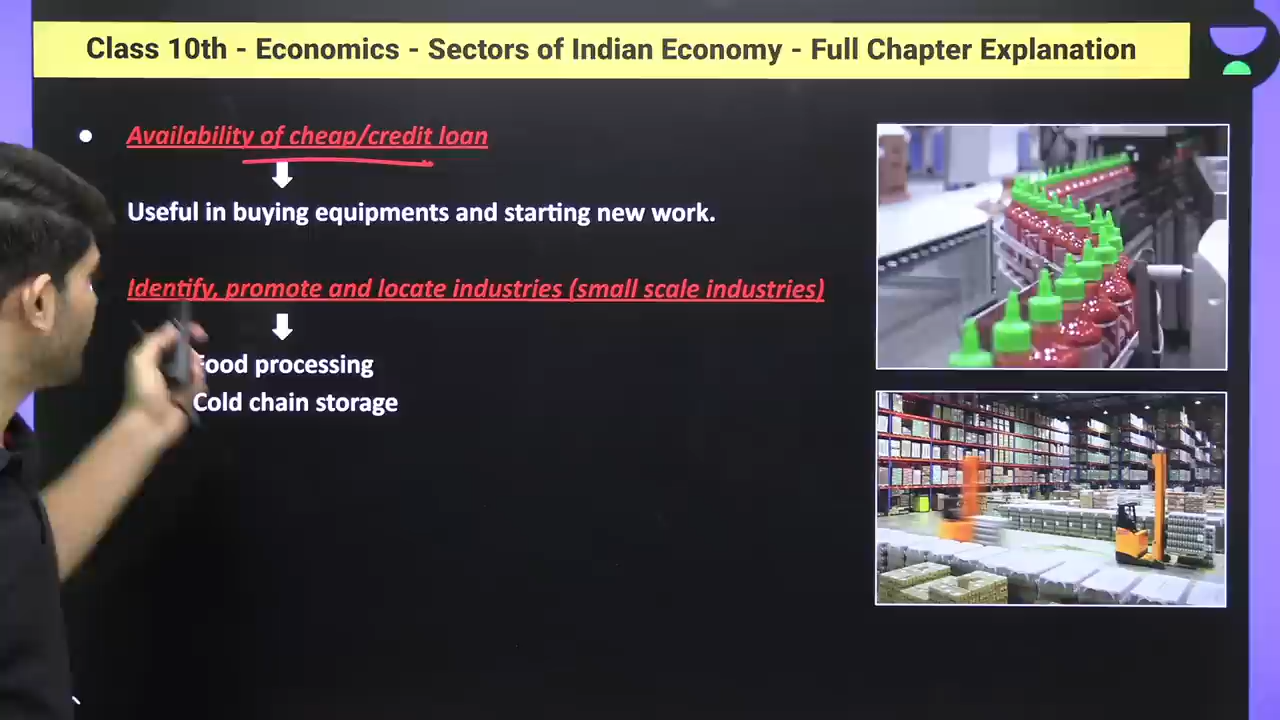 Class 10th - Economics - Sectors of Indian Economy - Full Chapter Explanation
Availability of cheap/credit loan
Useful in buying equipments and starting new work.
Identify, promote and locate industries (small scale industries)
Food processing
Cold chain storage